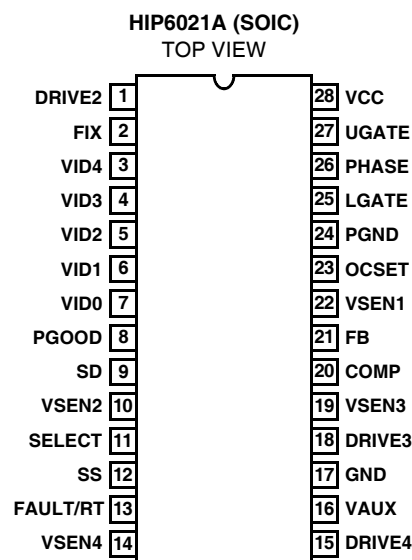 HIP6021A (SOIC)
TOP VIEW
DRIVE2 1 28 VCC
FIX 2 27 UGATE
VID4 3 26 PHASE
VID3 4 25 LGATE
VID2 5 24 PGND
VID1 6 23 OCSET
VID0 7 22 VSEN1
PGOOD 8 21 FB
SD 9 20 COMP
VSEN2 10 19 VSEN3
SELECT 11 18 DRIVE3
SS 12 17 GND
FAULT/RT 13 16 VAUX
VSEN4 14 15 DRIVE4